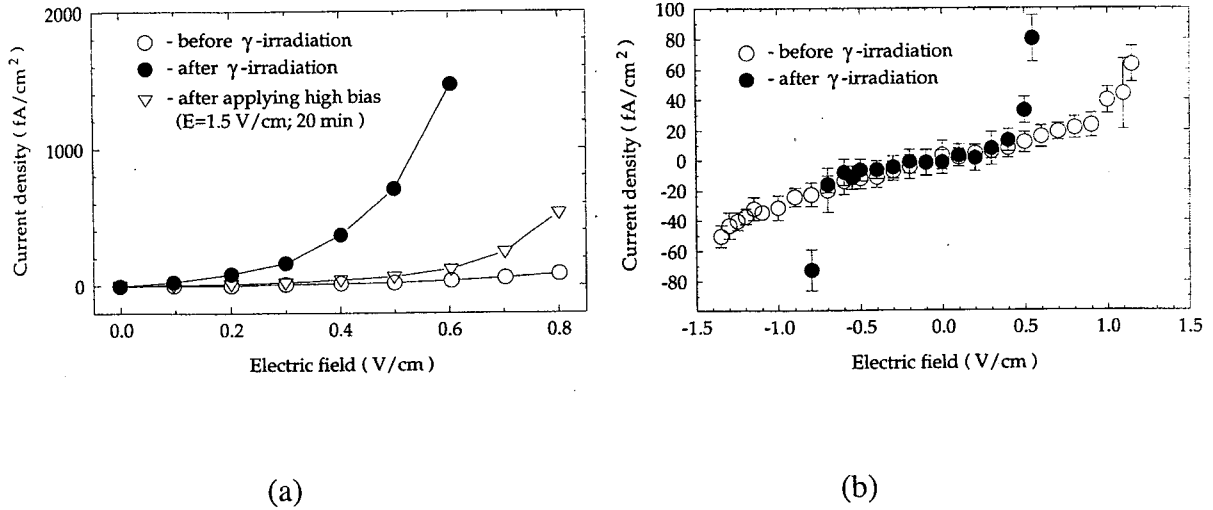 2000
1000
0
Current density ( fA/cm2 )
○ - before γ-irradiation
● - after γ-irradiation
▽ - after applying high bias
(E=1.5 V/cm; 20 min )
0.0 0.2 0.4 0.6 0.8
Electric field ( V/cm )
(a)
100
80
60
40
20
0
-20
-40
-60
-80
Current density ( fA/cm2 )
○ - before γ-irradiation
● - after γ-irradiation
-1.5 -1.0 -0.5 0.0 0.5 1.0 1.5
Electric field ( V/cm )
(b)